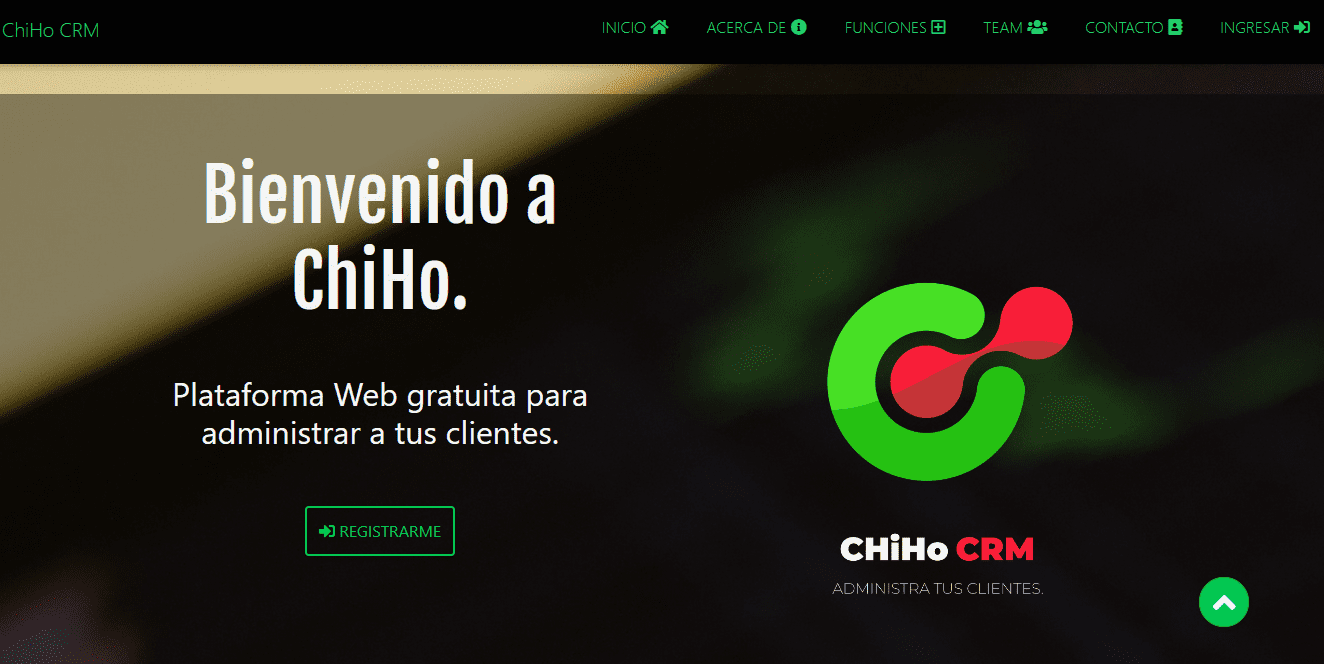 ChiHo CRM
INICIO
ACERCA DE
FUNCIONES
TEAM
CONTACTO
INGRESAR
Bienvenido a
ChiHo.
Plataforma Web gratuita para
administrar a tus clientes.
REGISTRARME
CHiHo CRM
ADMINISTRA TUS CLIENTES.